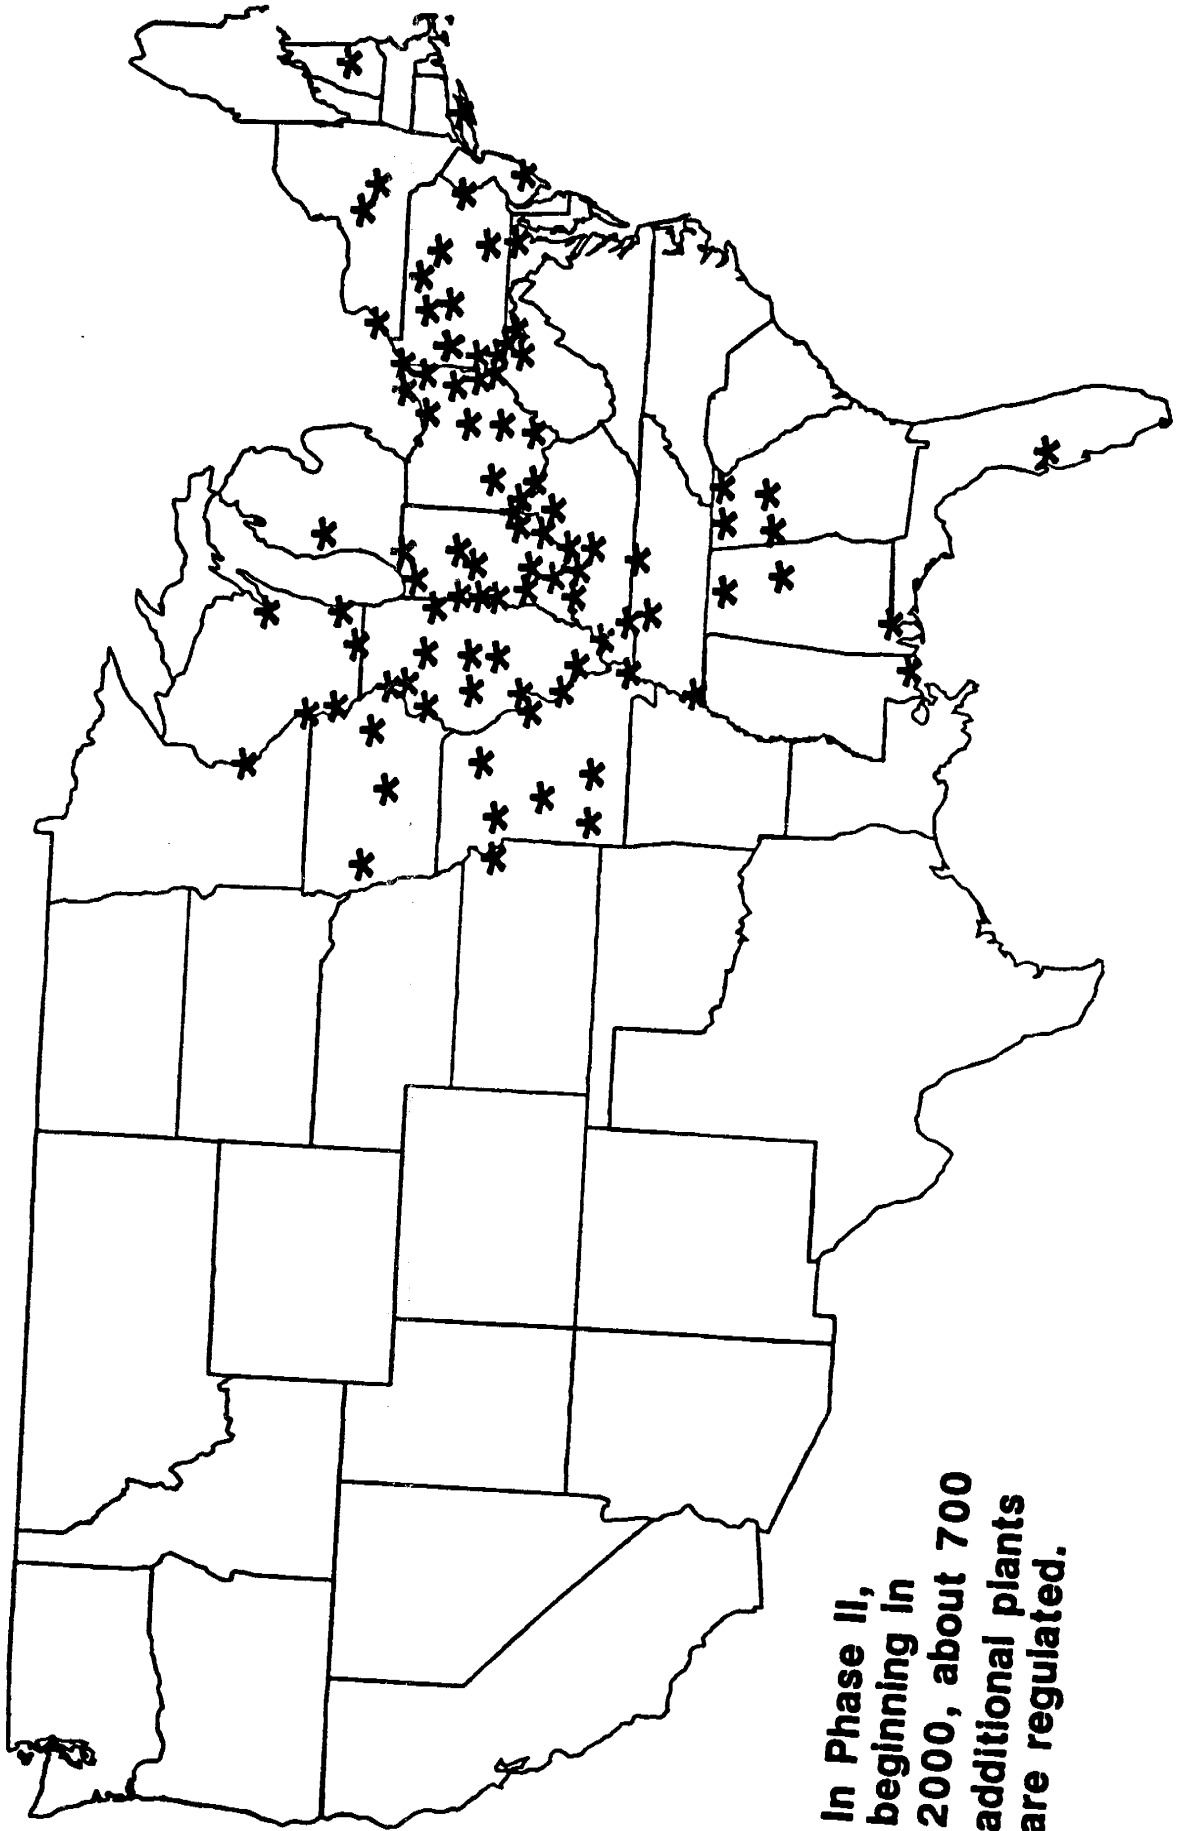 In Phase II,
beginning in
2000, about 700
additional plants
are regulated.